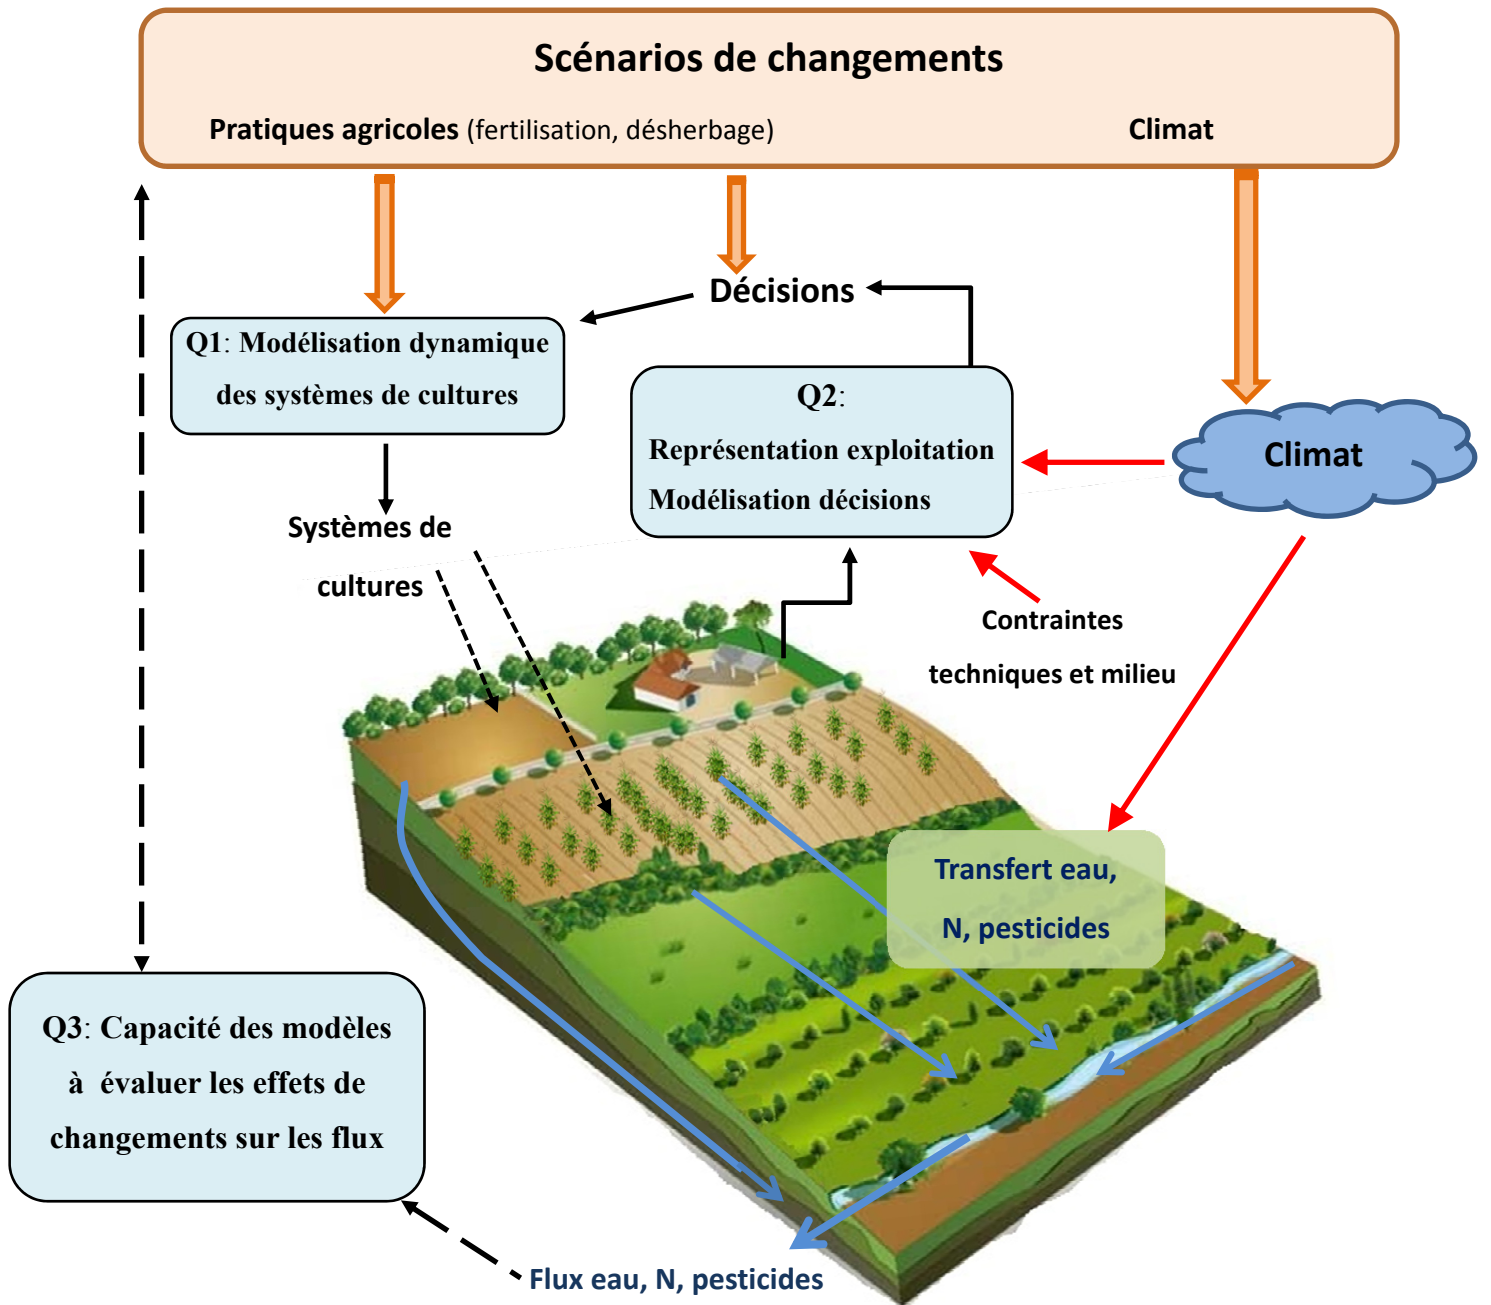 Scénarios de changements
Pratiques agricoles (fertilisation, désherbage)
Climat
Décisions
Q1: Modélisation dynamique
des systèmes de cultures
Q2:
Représentation exploitation
Modélisation décisions
Climat
Systèmes de
cultures
Contraintes
techniques et milieu
Transfert eau,
N, pesticides
Q3: Capacité des modèles
à évaluer les effets de
changements sur les flux
Flux eau, N, pesticides